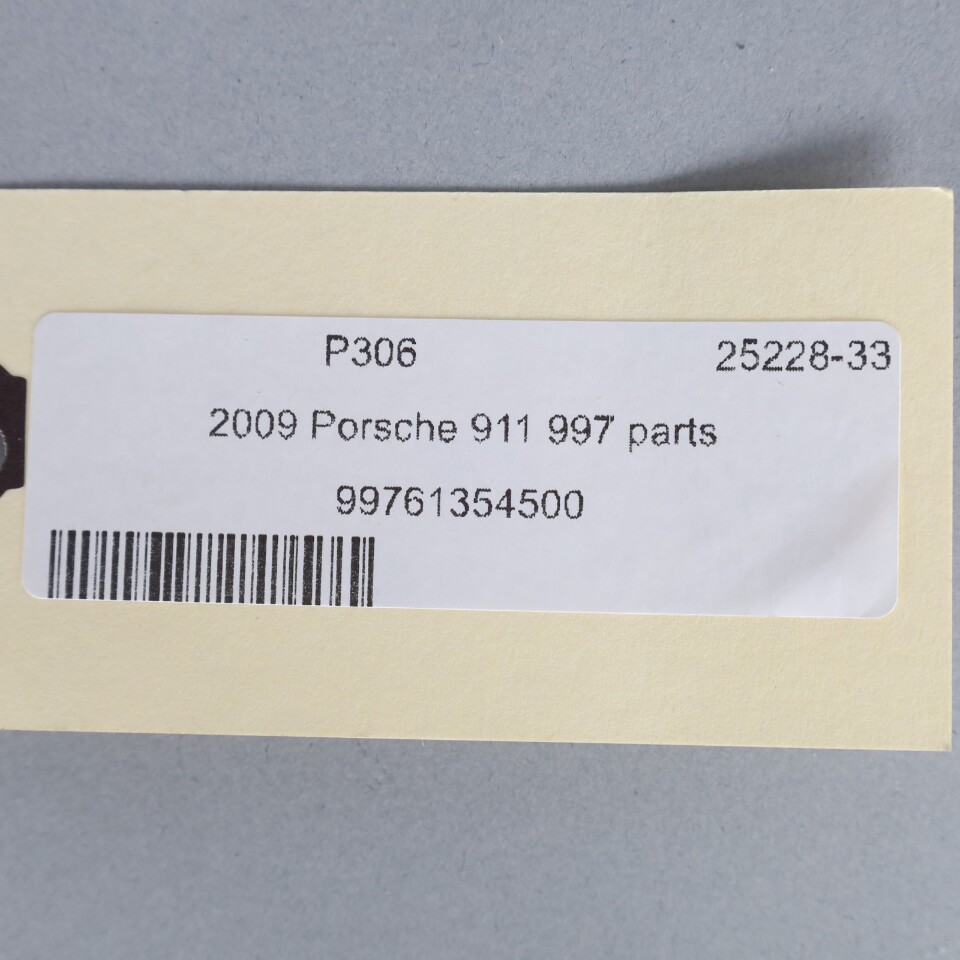 P306 25228-33
2009 Porsche 911 997 parts
99761354500